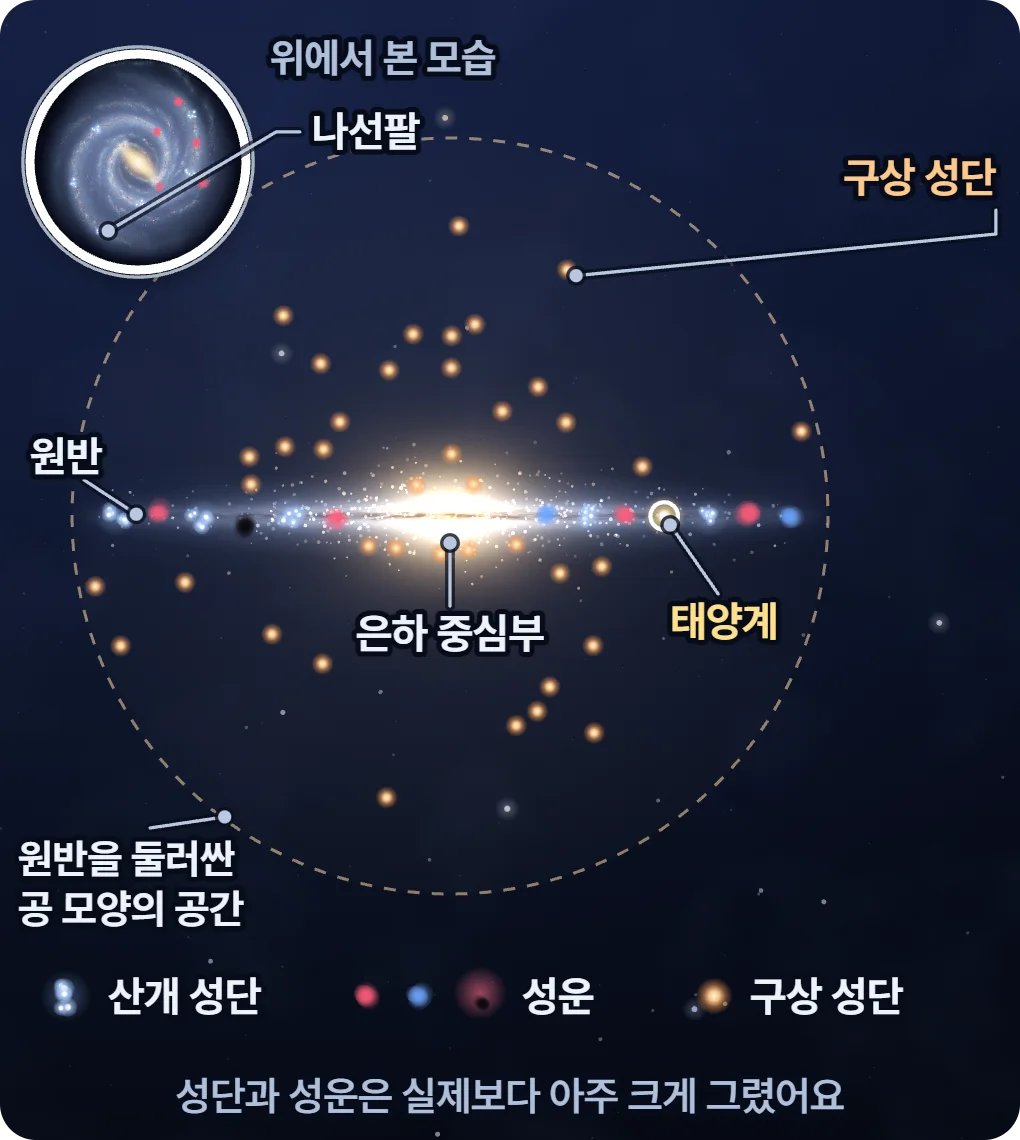 위에서 본 모습
나선팔
구상 성단
원반
은하 중심부
태양계
원반을 둘러싼
공 모양의 공간
산개 성단
성운
구상 성단
성단과 성운은 실제보다 아주 크게 그렸어요